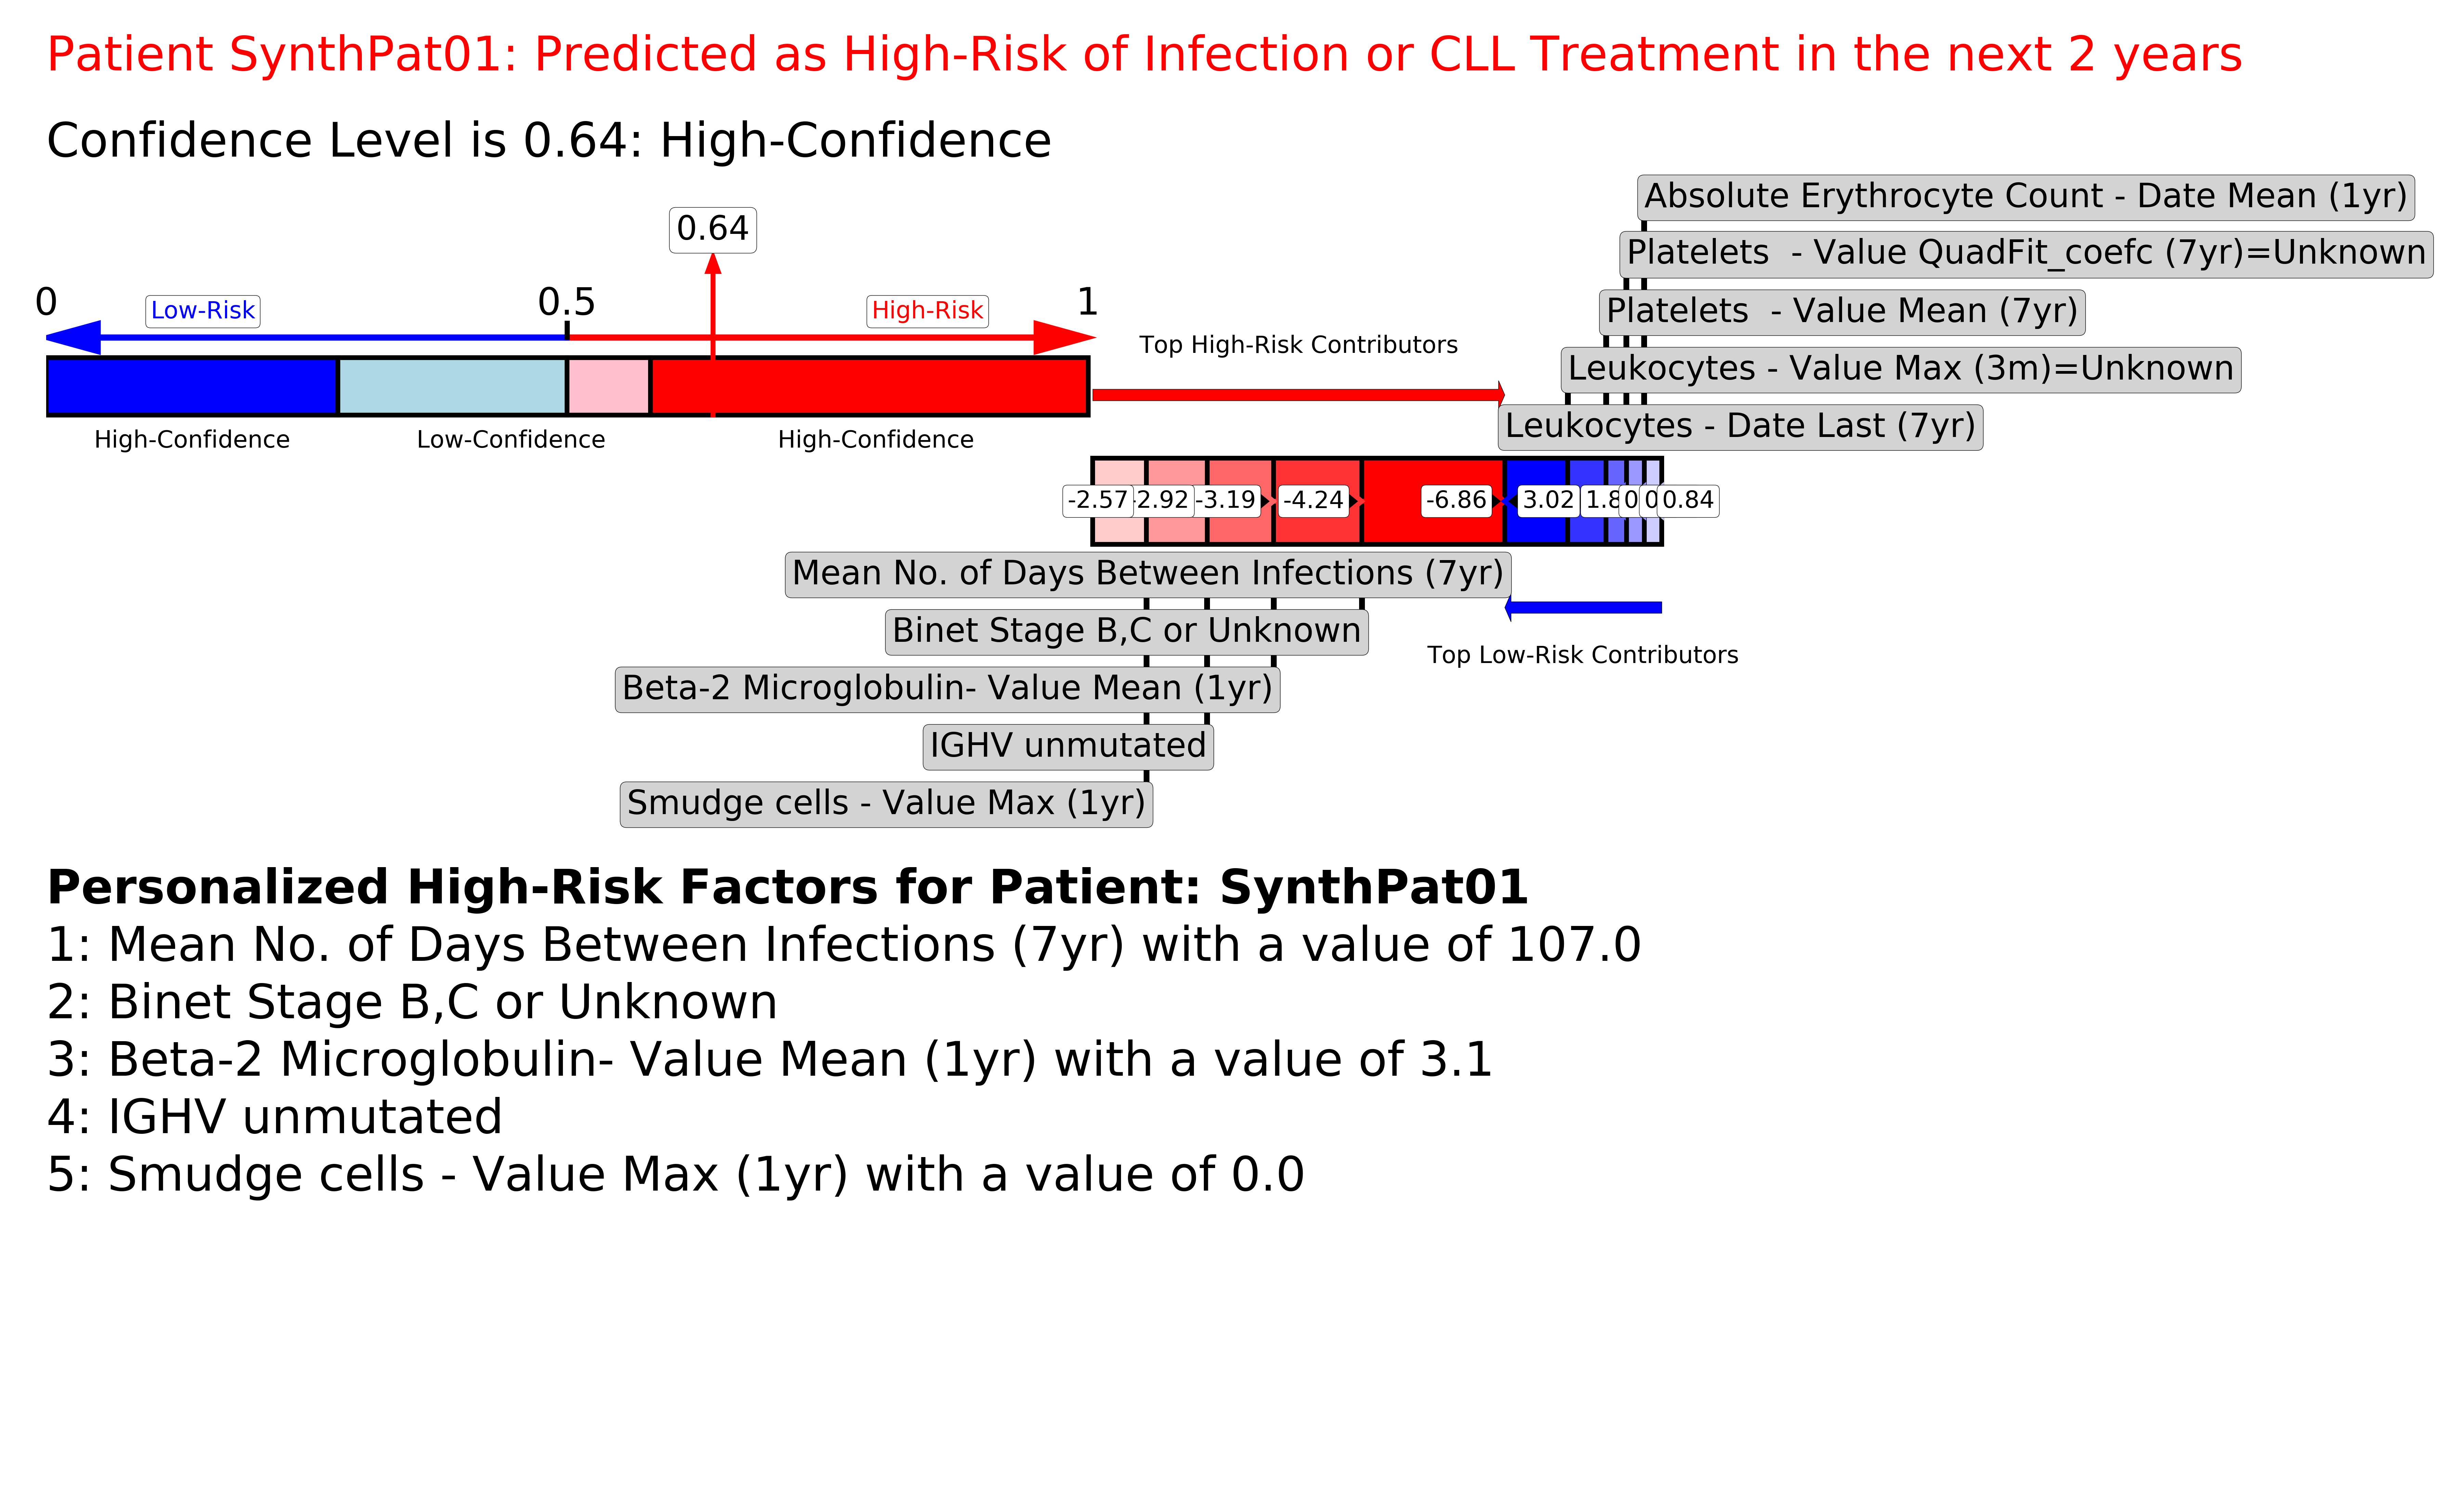 Patient SynthPat01: Predicted as High-Risk of Infection or CLL Treatment in the next 2 years
Confidence Level is 0.64: High-Confidence
Absolute Erythrocyte Count - Date Mean (1yr)
0.64
Platelets  - Value QuadFit_coefc (7yr)=Unknown
0
Low-Risk
0.5
High-Risk
1
Platelets  - Value Mean (7yr)
Top High-Risk Contributors
Leukocytes - Value Max (3m)=Unknown
Leukocytes - Date Last (7yr)
High-Confidence
Low-Confidence
High-Confidence
-2.57
-2.92
-3.19
-4.24
-6.86
3.02
1.8
0
0
0.84
Mean No. of Days Between Infections (7yr)
Binet Stage B,C or Unknown
Top Low-Risk Contributors
Beta-2 Microglobulin- Value Mean (1yr)
IGHV unmutated
Smudge cells - Value Max (1yr)
Personalized High-Risk Factors for Patient: SynthPat01
1: Mean No. of Days Between Infections (7yr) with a value of 107.0
2: Binet Stage B,C or Unknown
3: Beta-2 Microglobulin- Value Mean (1yr) with a value of 3.1
4: IGHV unmutated
5: Smudge cells - Value Max (1yr) with a value of 0.0